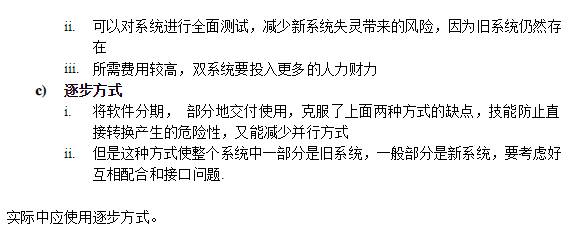 ii. 可以对系统进行全面测试，减少新系统失灵带来的风险，因为旧系统仍然存
在
iii. 所需费用较高，双系统要投入更多的人力财力
c) 逐步方式
i. 将软件分期， 部分地交付使用，克服了上面两种方式的缺点，技能防止直
接转换产生的危险性，又能减少并行方式
ii. 但是这种方式使整个系统中一部分是旧系统，一般部分是新系统，要考虑好
互相配合和接口问题.
实际中应使用逐步方式。